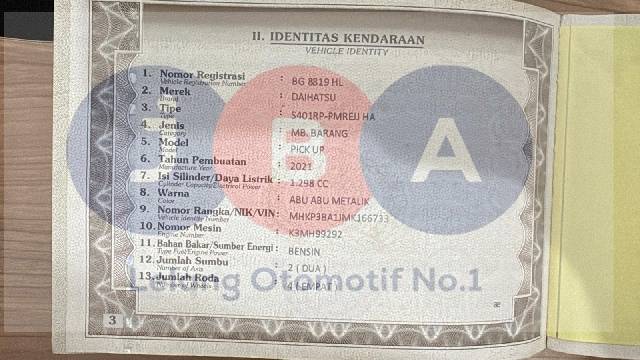 II. IDENTITAS KENDARAAN
VEHICLE IDENTITY
1. Nomor Registrasi : BG 8819 HL
Vehicle Registration Number
2. Merek : DAIHATSU
Brand
3. Tipe : S401RP-PMREJJ HA
Type
4. Jenis : MB. BARANG
Category
5. Model : PICK UP
Model
6. Tahun Pembuatan : 2021
Manufacture Year
7. Isi Silinder/Daya Listrik : 1.298 CC
Cylinder Capacity/Electrical Power
8. Warna : ABU ABU METALIK
Color
9. Nomor Rangka/NIK/VIN : MHKP3BA1JMK166733
Vehicle Identity Number
10. Nomor Mesin : K3MH99292
Engine Number
11. Bahan Bakar/Sumber Energi : BENSIN
Type Fuel/Engine Power
12. Jumlah Sumbu : 2 ( DUA )
Number of Axis
13. Jumlah Roda : 4 ( EMPAT )
Number of Wheels
B A
Lelang Otomotif No.1
3